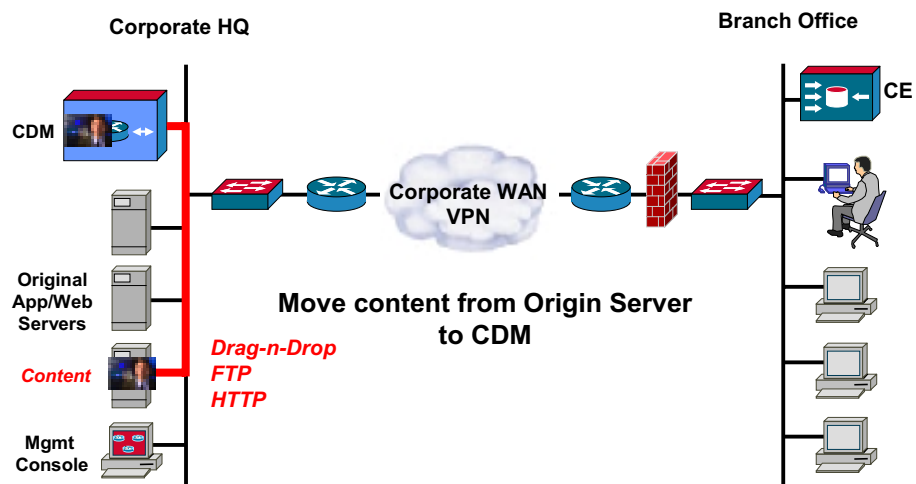 Corporate HQ
Branch Office
CDM
CE
Corporate WAN
VPN
Original
App/Web
Servers
Move content from Origin Server
to CDM
Content
Drag-n-Drop
FTP
HTTP
Mgmt
Console